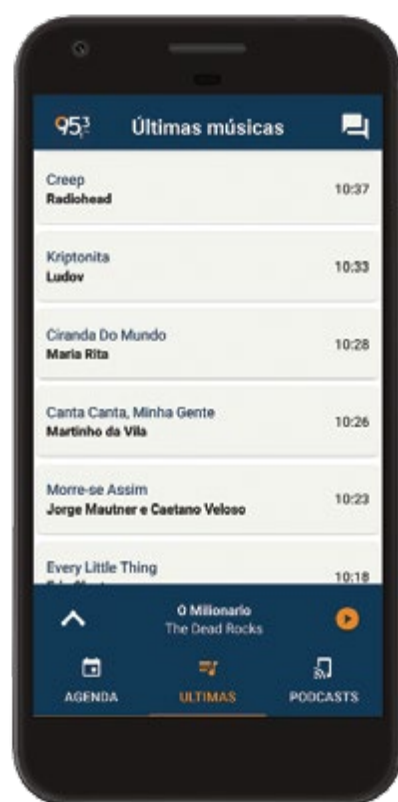 95,3
Últimas músicas
Creep
Radiohead
10:37
Kriptonita
Ludov
10:33
Ciranda Do Mundo
Maria Rita
10:28
Canta Canta, Minha Gente
Martinho da Vila
10:26
Morre-se Assim
Jorge Mautner e Caetano Veloso
10:23
Every Little Thing
10:18
O Milionario
The Dead Rocks
AGENDA
ULTIMAS
PODCASTS